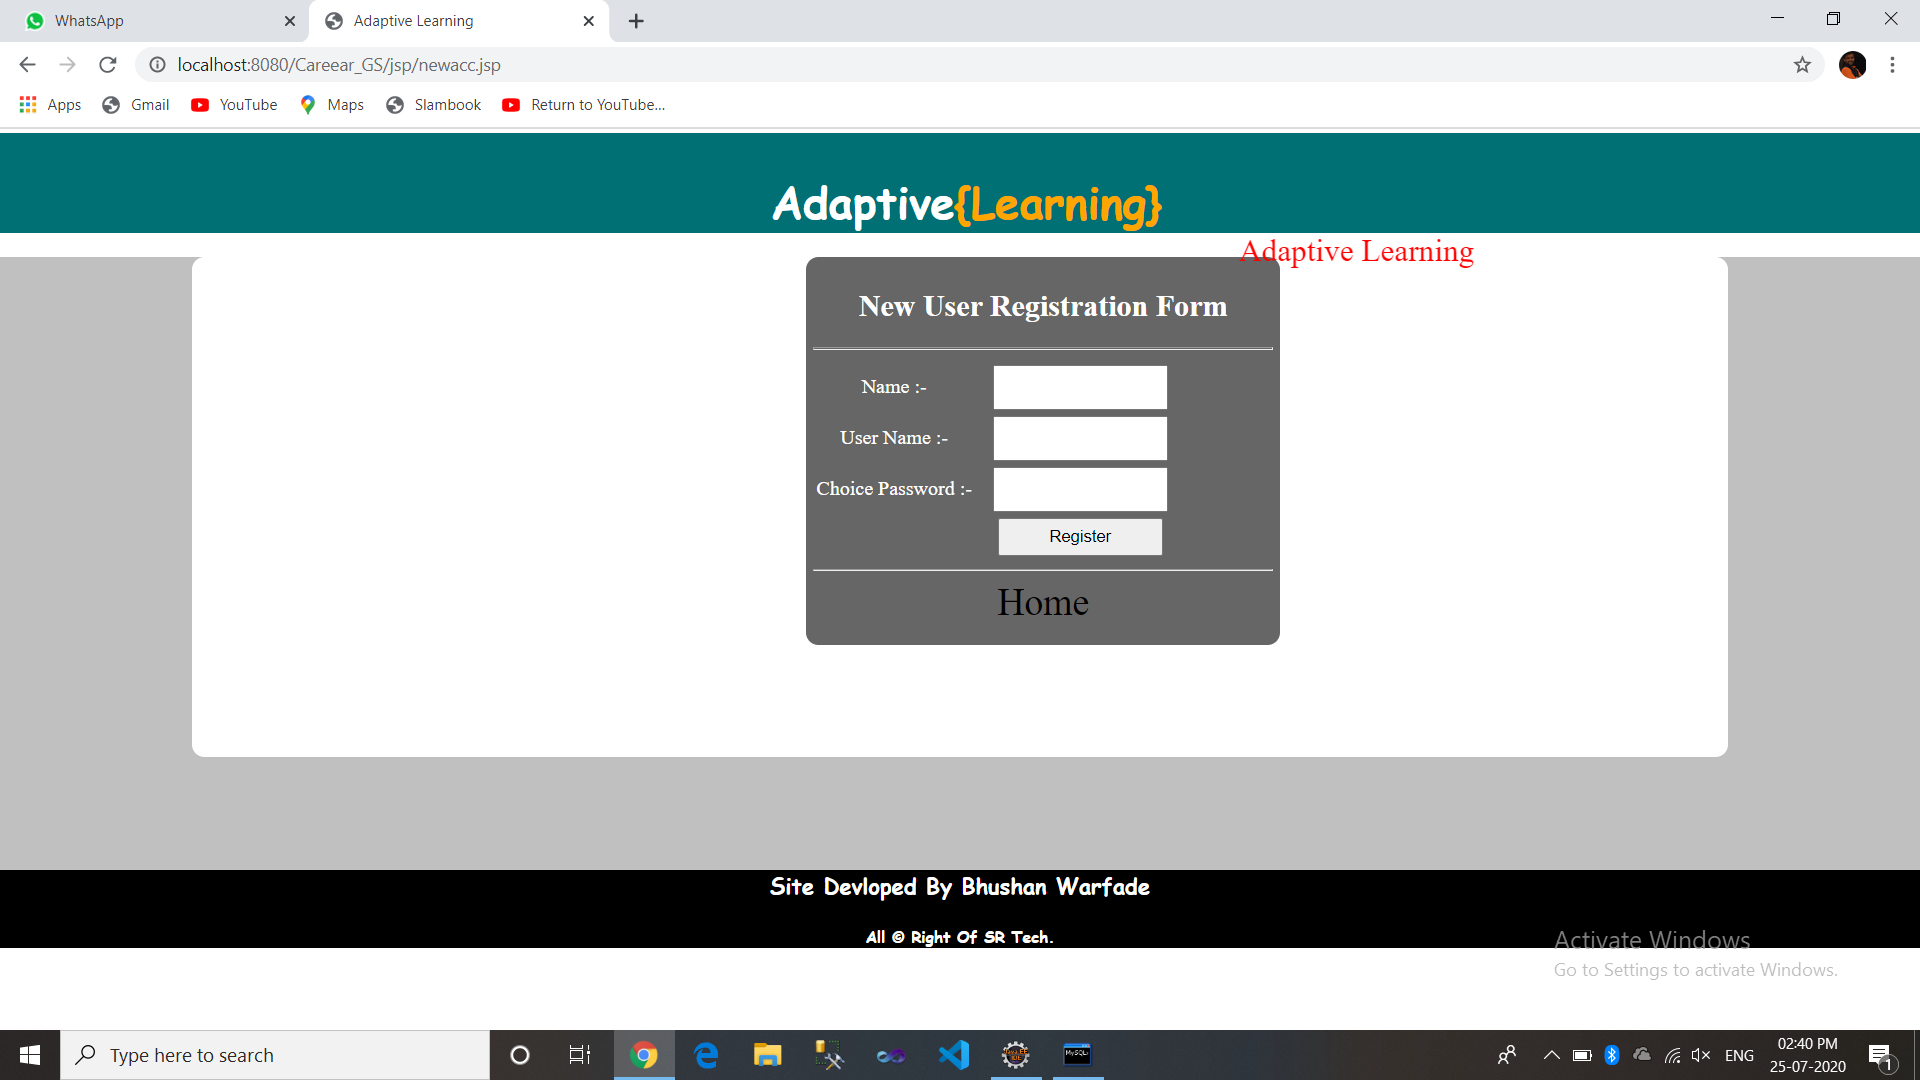 WhatsApp
Adaptive Learning
localhost:8080/Careear_GS/jsp/newacc.jsp
Apps Gmail YouTube Maps Slambook Return to YouTube...
Adaptive{Learning}
Adaptive Learning
New User Registration Form
Name :-
User Name :-
Choice Password :-
Register
Home
Site Devloped By Bhushan Warfade
All © Right Of SR Tech.
Activate Windows
Go to Settings to activate Windows.
Type here to search
MySQL
ENG
02:40 PM
25-07-2020
1